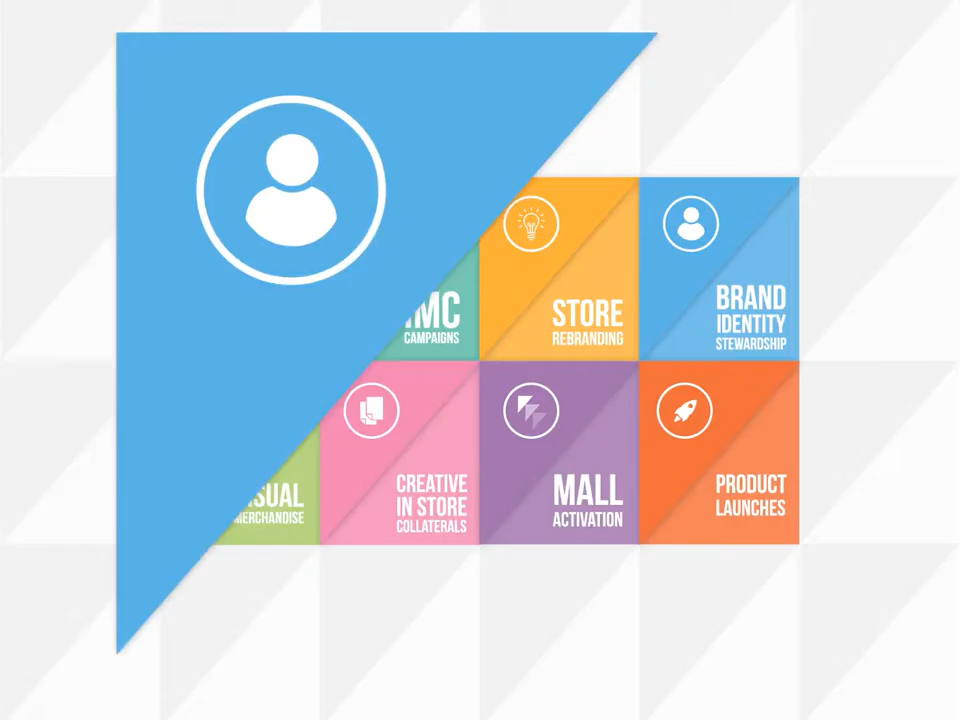 IMC
CAMPAIGNS
STORE
REBRANDING
BRAND
IDENTITY
STEWARDSHIP
VISUAL
MERCHANDISE
CREATIVE
IN STORE
COLLATERALS
MALL
ACTIVATION
PRODUCT
LAUNCHES